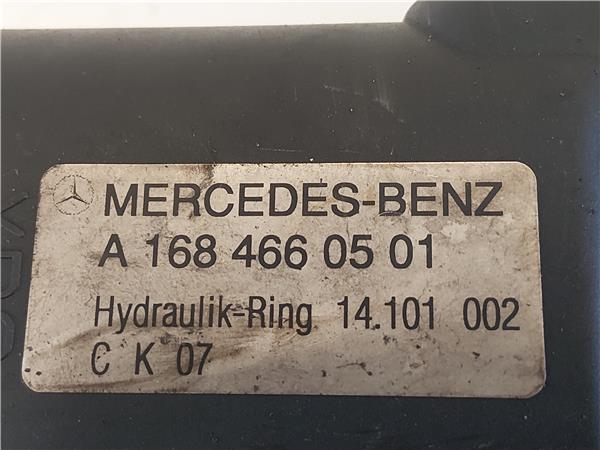 MERCEDES-BENZ
A 168 466 05 01
Hydraulik-Ring 14.101 002
C K 07